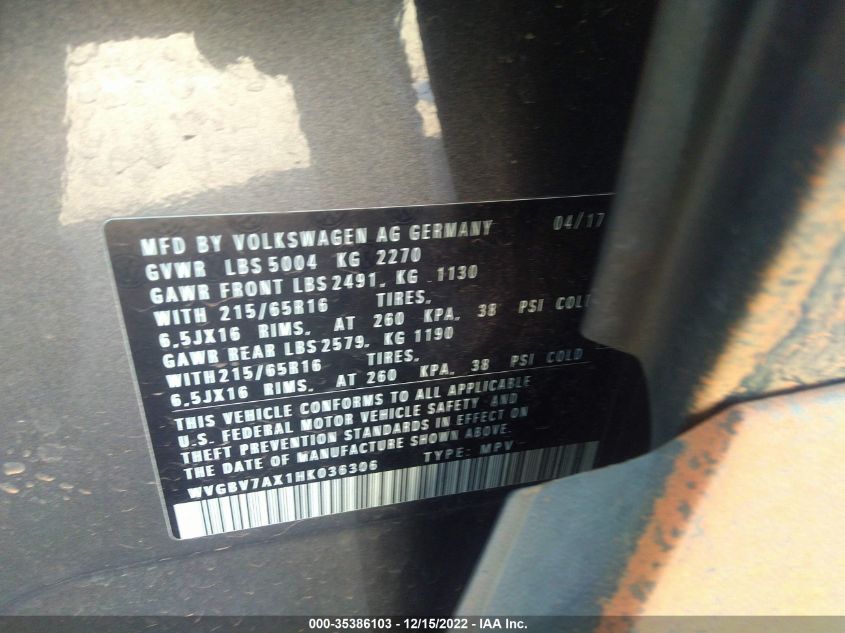 MFD BY VOLKSWAGEN AG GERMANY 04/17
GVWR LBS 5004 KG 2270
GAWR FRONT LBS 2491. KG 1130
WITH 215/65R16 TIRES,
6.5JX16 RIMS, AT 260 KPA, 38 PSI COLD
GAWR REAR LBS 2579. KG 1190
WITH 215/65R16 TIRES,
6.5JX16 RIMS, AT 260 KPA, 38 PSI COLD
THIS VEHICLE CONFORMS TO ALL APPLICABLE
U.S. FEDERAL MOTOR VEHICLE SAFETY AND
THEFT PREVENTION STANDARDS IN EFFECT ON
THE DATE OF MANUFACTURE SHOWN ABOVE.
WVGBV7AX1HK036306 TYPE: MPV
000-35386103 - 12/15/2022 - IAA Inc.